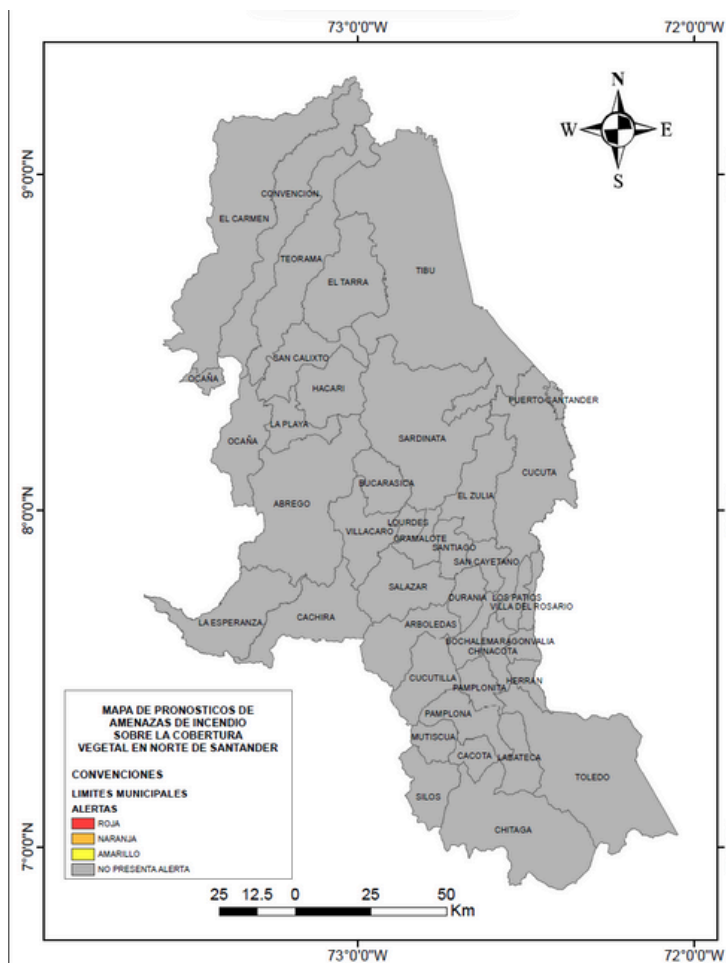 73°0'0"W
72°0'0"W
N
W
E
S
9°0'0"N
8°0'0"N
7°0'0"N
CONVENCION
EL CARMEN
TEORAMA
EL TARRA
TIBU
SAN CALIXTO
OCAÑA
HACARI
PUERTO SANTANDER
LA PLAYA
OCAÑA
SARDINATA
CUCUTA
BUCARASICA
EL ZULIA
ABREGO
LOURDES
VILLACARO
GRAMALOTE
SANTIAGO
SAN CAYETANO
SALAZAR
DURANIA
LOS PATIOS
VILLA DEL ROSARIO
CACHIRA
LA ESPERANZA
ARBOLEDAS
BOCHALEMA
RAGONVALIA
CHINACOTA
CUCUTILLA
HERRAN
PAMPLONITA
PAMPLONA
MUTISCUA
CACOTA
LABATECA
TOLEDO
SILOS
CHITAGA
MAPA DE PRONOSTICOS DE
AMENAZAS DE INCENDIO
SOBRE LA COBERTURA
VEGETAL EN NORTE DE SANTANDER
CONVENCIONES
LIMITES MUNICIPALES
ALERTAS
ROJA
NARANJA
AMARILLO
NO PRESENTA ALERTA
25 12.5 0 25 50
Km
73°0'0"W
72°0'0"W